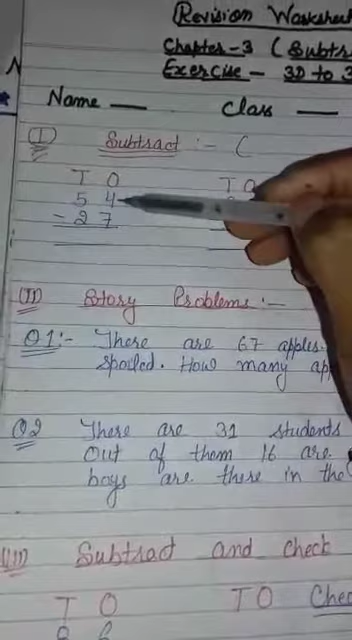 Revision Worksheet
Chapter-3 ( Subtr
Exercise - 3D to 3
Name — Class —
(I) Subtract :- (
T O T O
5 4
- 2 7
(II) Story Problems :-
Q1:- There are 67 apples.
spoiled. How many ap
Q2 There are 31 students
Out of them 16 are
boys are there in the
(III) Subtract and check
T O T O Chec